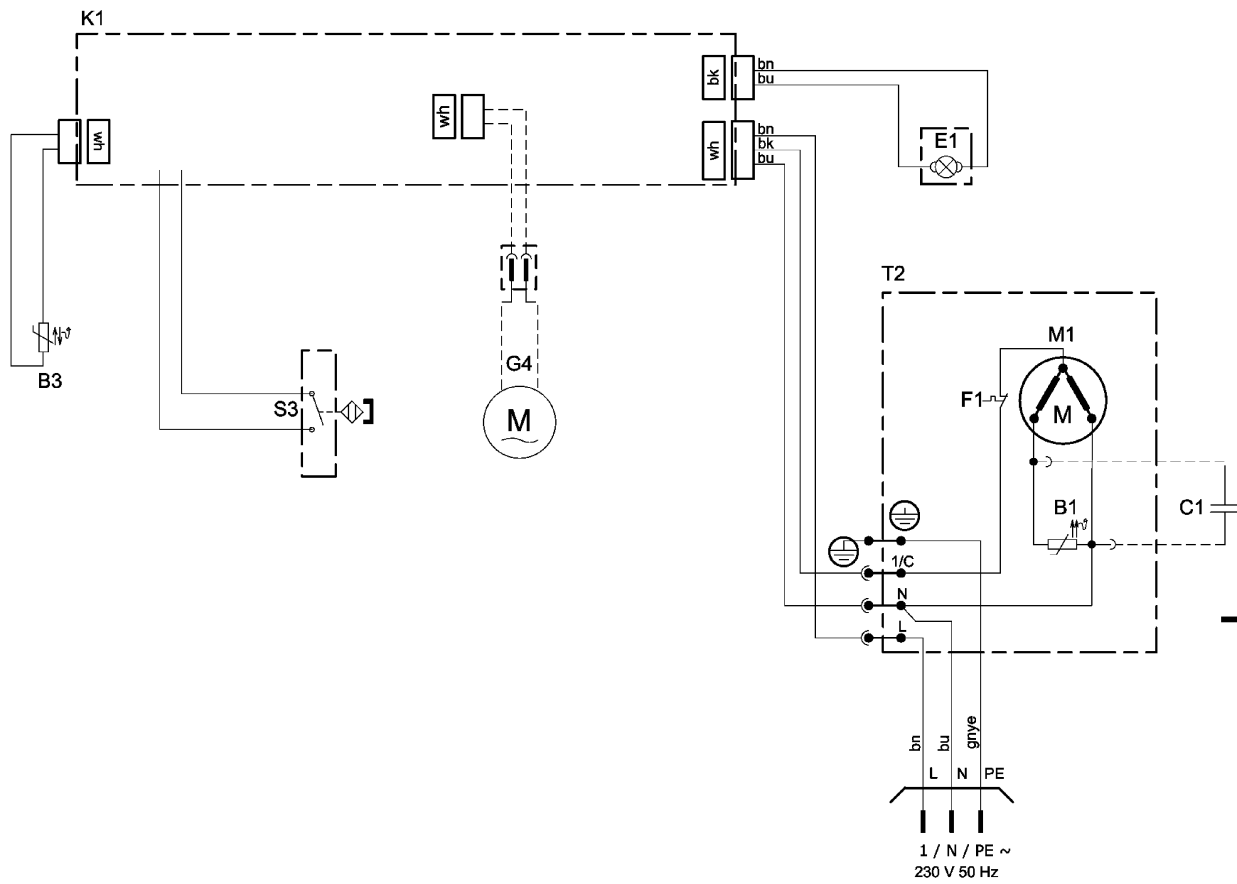 K1
bk
bn
bu
wh
wh
wh
bn
bk
bu
E1
T2
M1
B3
S3
G4
M
F1
M
B1
C1
1/C
N
L
bn
bu
gnye
L N PE
1 / N / PE ~
230 V 50 Hz